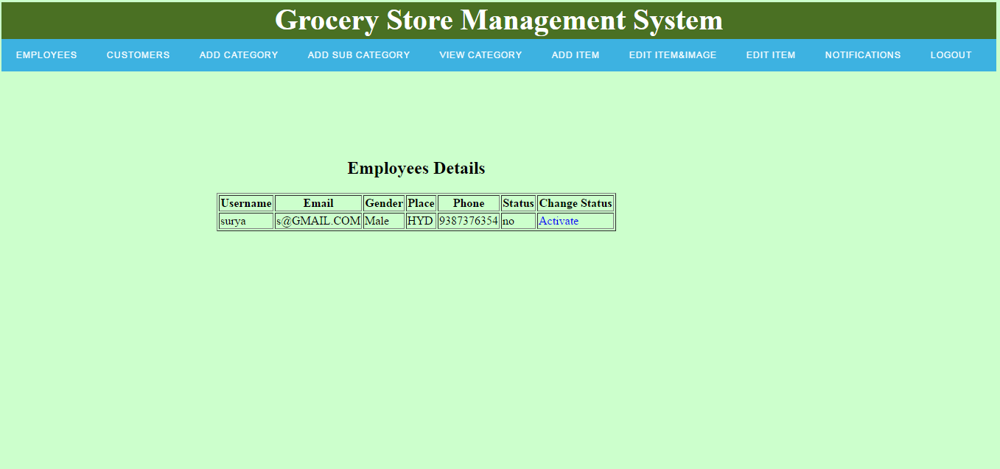 Grocery Store Management System
EMPLOYEES CUSTOMERS ADD CATEGORY ADD SUB CATEGORY VIEW CATEGORY ADD ITEM EDIT ITEM&IMAGE EDIT ITEM NOTIFICATIONS LOGOUT
Employees Details
Username Email Gender Place Phone Status Change Status
surya s@GMAIL.COM Male HYD 9387376354 no Activate